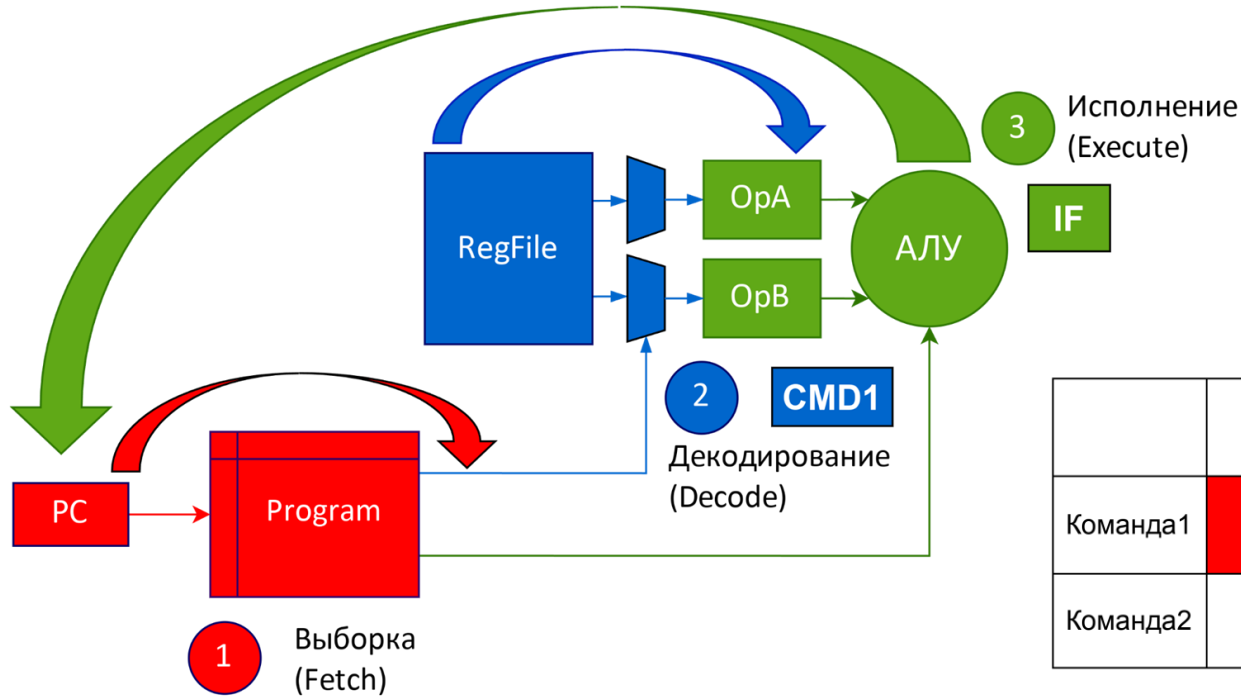 3
Исполнение
(Execute)
IF
RegFile
OpA
OpB
АЛУ
2
CMD1
Декодирование
(Decode)
PC
Program
1
Выборка
(Fetch)
Команда1
Команда2